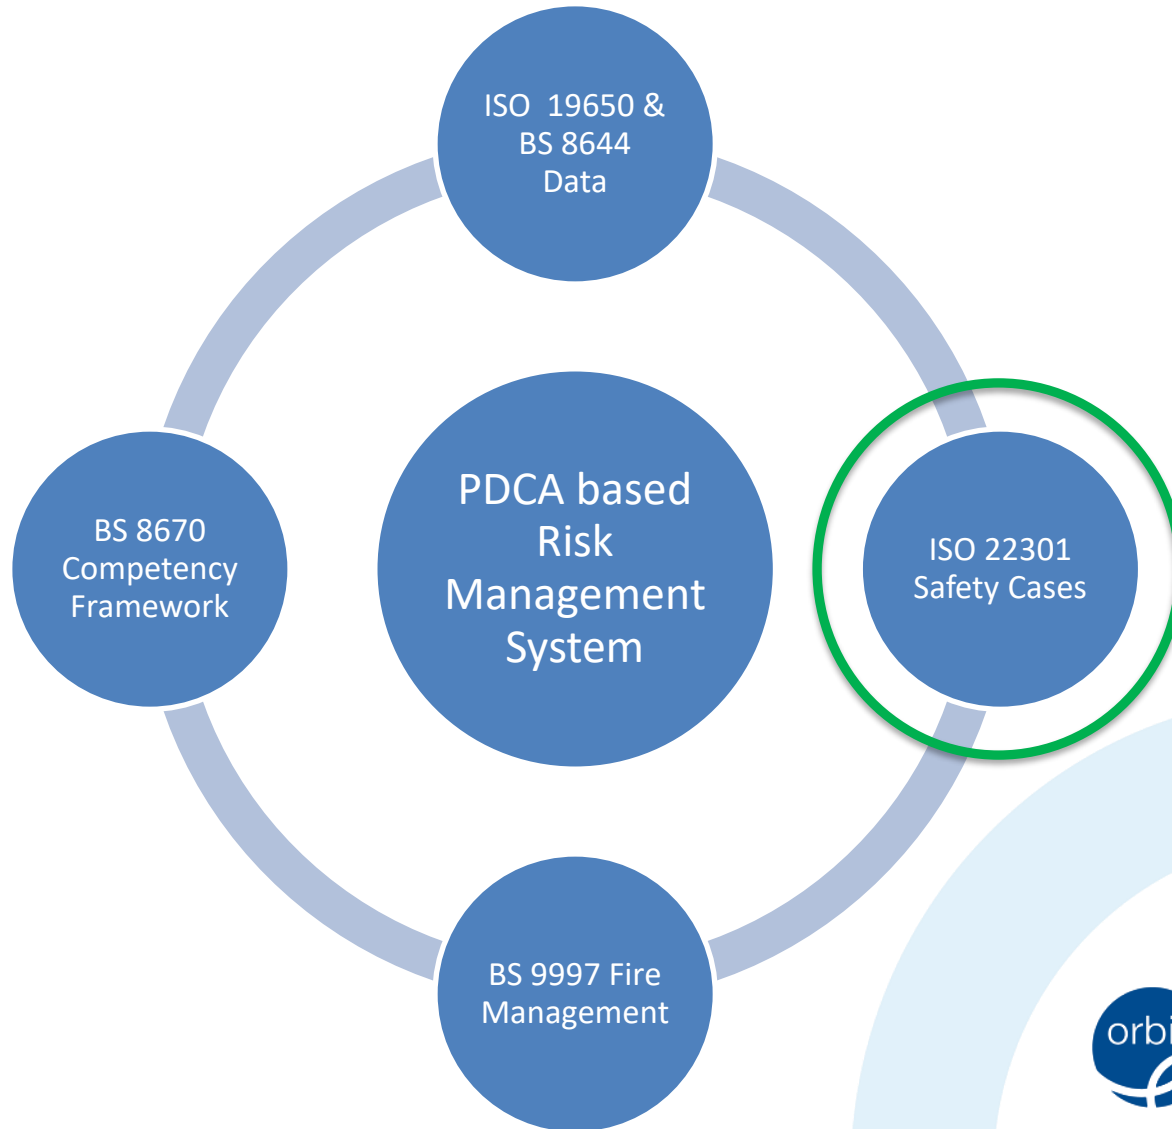 ISO 19650 &
BS 8644
Data
BS 8670
Competency
Framework
PDCA based
Risk
Management
System
ISO 22301
Safety Cases
BS 9997 Fire
Management
orbi